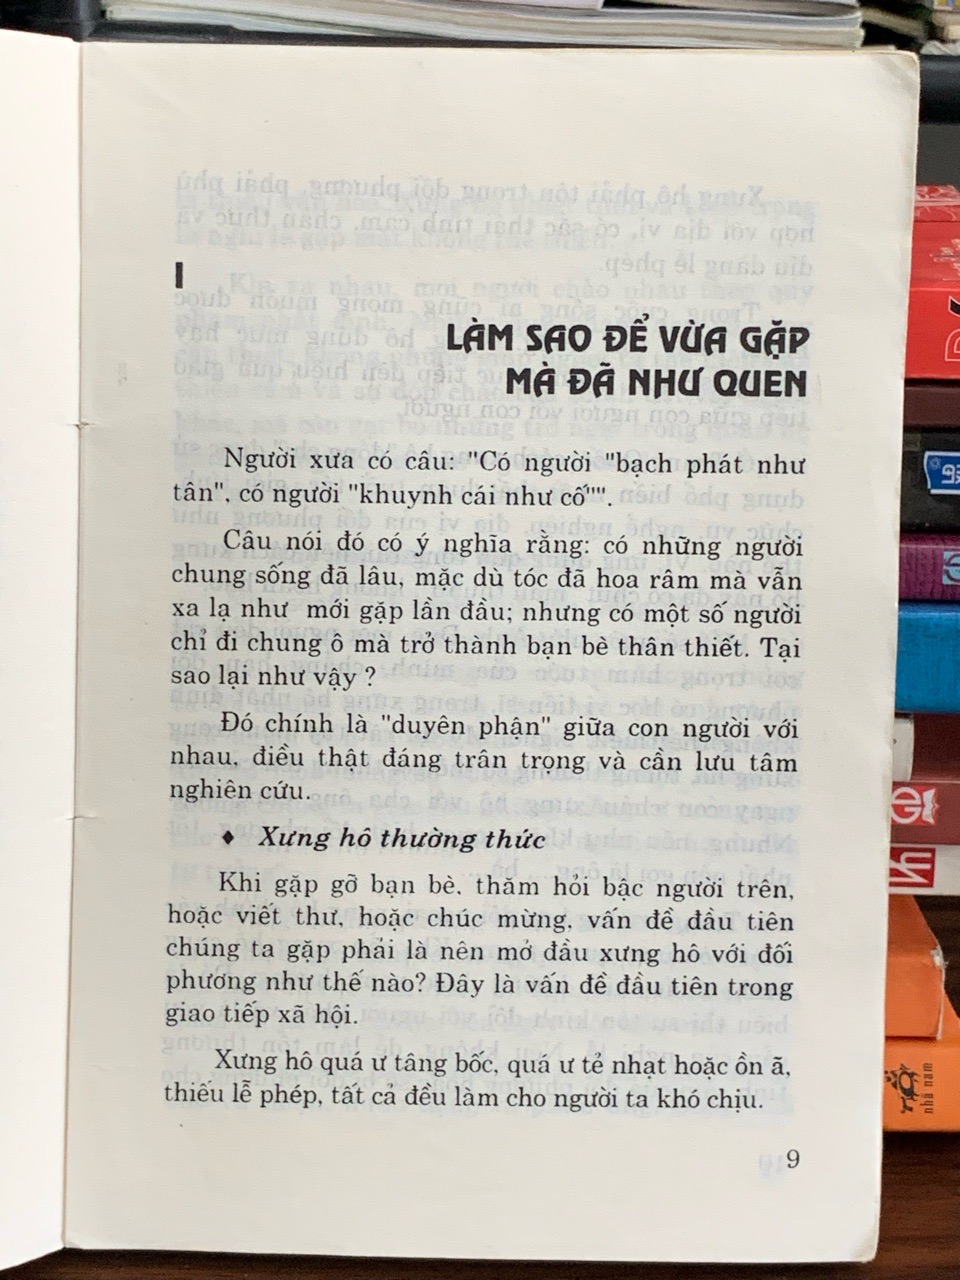 I
LÀM SAO ĐỂ VỪA GẶP
MÀ ĐÃ NHƯ QUEN
Người xưa có câu: "Có người "bạch phát như
tân", có người "khuynh cái như cố"".
Câu nói đó có ý nghĩa rằng: có những người
chung sống đã lâu, mặc dù tóc đã hoa râm mà vẫn
xa lạ như mới gặp lần đầu; nhưng có một số người
chỉ đi chung ô mà trở thành bạn bè thân thiết. Tại
sao lại như vậy ?
Đó chính là "duyên phận" giữa con người với
nhau, điều thật đáng trân trọng và cần lưu tâm
nghiên cứu.
♦ Xưng hô thường thức
Khi gặp gỡ bạn bè, thăm hỏi bậc người trên,
hoặc viết thư, hoặc chúc mừng, vấn đề đầu tiên
chúng ta gặp phải là nên mở đầu xưng hô với đối
phương như thế nào? Đây là vấn đề đầu tiên trong
giao tiếp xã hội.
Xưng hô quá ư tâng bốc, quá ư tẻ nhạt hoặc ồn ã,
thiếu lễ phép, tất cả đều làm cho người ta khó chịu.
9
nhã nam